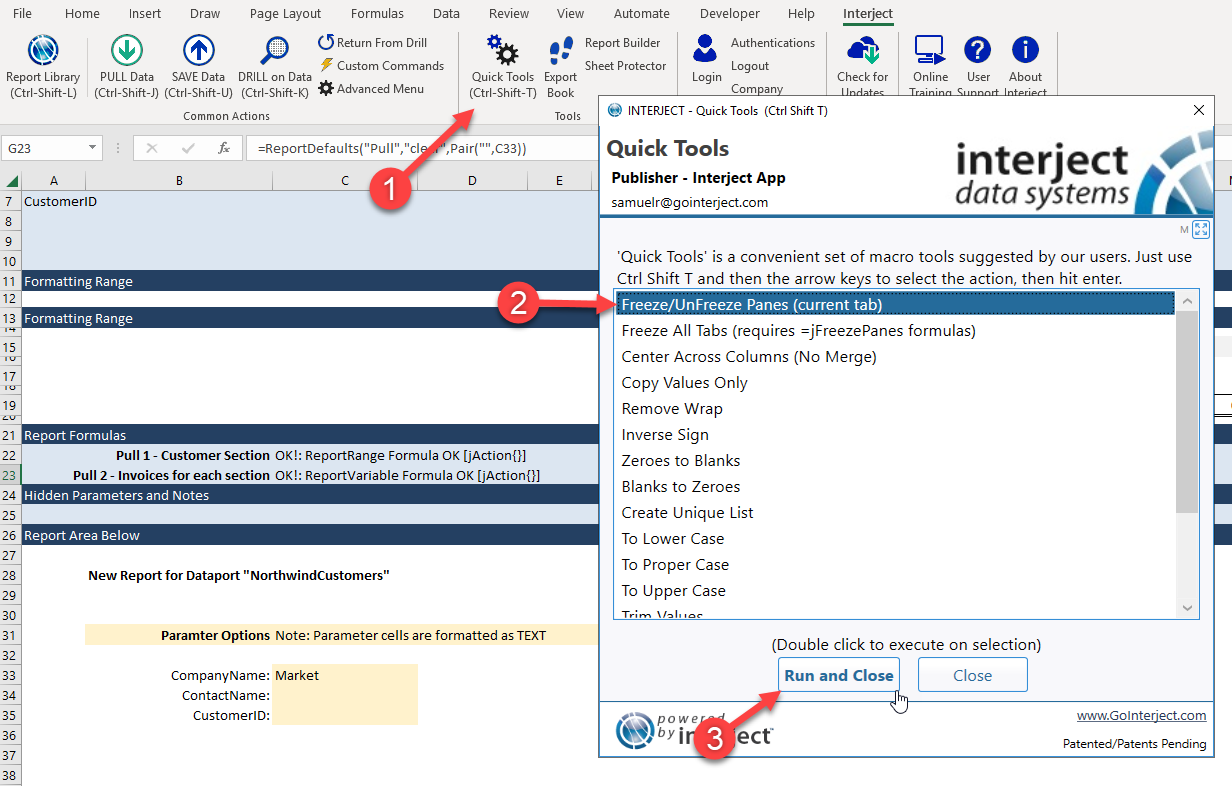 File Home Insert Draw Page Layout Formulas Data Review View Automate Developer Help Interject
Report Library (Ctrl-Shift-L)
PULL Data (Ctrl-Shift-J)
SAVE Data (Ctrl-Shift-U)
DRILL on Data (Ctrl-Shift-K)
Return From Drill
Custom Commands
Advanced Menu
Common Actions
Quick Tools (Ctrl-Shift-T)
Export Book
Report Builder
Sheet Protector
Tools
Login
Authentications
Logout
Company
Check for Updates
Online Training
User Support
About Interject
G23
fx
=ReportDefaults("Pull","clear",Pair("",C33))
1
A B C D E
7 CustomerID
8
9
10
11 Formatting Range
12
13 Formatting Range
14
15
16
17
18
19
20
21 Report Formulas
22 Pull 1 - Customer Section OK!: ReportRange Formula OK [jAction{}]
23 Pull 2 - Invoices for each section OK!: ReportVariable Formula OK [jAction{}]
24 Hidden Parameters and Notes
25
26 Report Area Below
27
28 New Report for Dataport "NorthwindCustomers"
29
30
31 Paramter Options Note: Parameter cells are formatted as TEXT
32
33 CompanyName: Market
34 ContactName:
35 CustomerID:
36
37
38
INTERJECT - Quick Tools (Ctrl Shift T)
Quick Tools
Publisher - Interject App
samuelr@gointerject.com
interject
data systems
M
'Quick Tools' is a convenient set of macro tools suggested by our users. Just use
Ctrl Shift T and then the arrow keys to select the action, then hit enter.
2
Freeze/UnFreeze Panes (current tab)
Freeze All Tabs (requires =jFreezePanes formulas)
Center Across Columns (No Merge)
Copy Values Only
Remove Wrap
Inverse Sign
Zeroes to Blanks
Blanks to Zeroes
Create Unique List
To Lower Case
To Proper Case
To Upper Case
Trim Values
(Double click to execute on selection)
Run and Close
Close
3
powered
by interject
www.GoInterject.com
Patented/Patents Pending